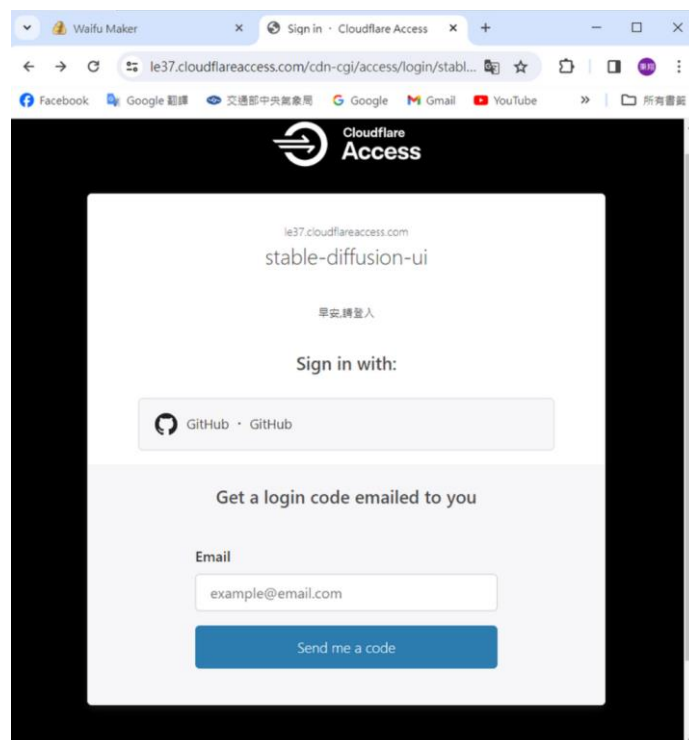 Waifu Maker
Sign in · Cloudflare Access
le37.cloudflareaccess.com/cdn-cgi/access/login/stabl...
Facebook
Google 翻譯
交通部中央氣象局
Google
Gmail
YouTube
»
所有書籤
Cloudflare
Access
le37.cloudflareaccess.com
stable-diffusion-ui
早安,請登入
Sign in with:
GitHub · GitHub
Get a login code emailed to you
Email
example@email.com
Send me a code